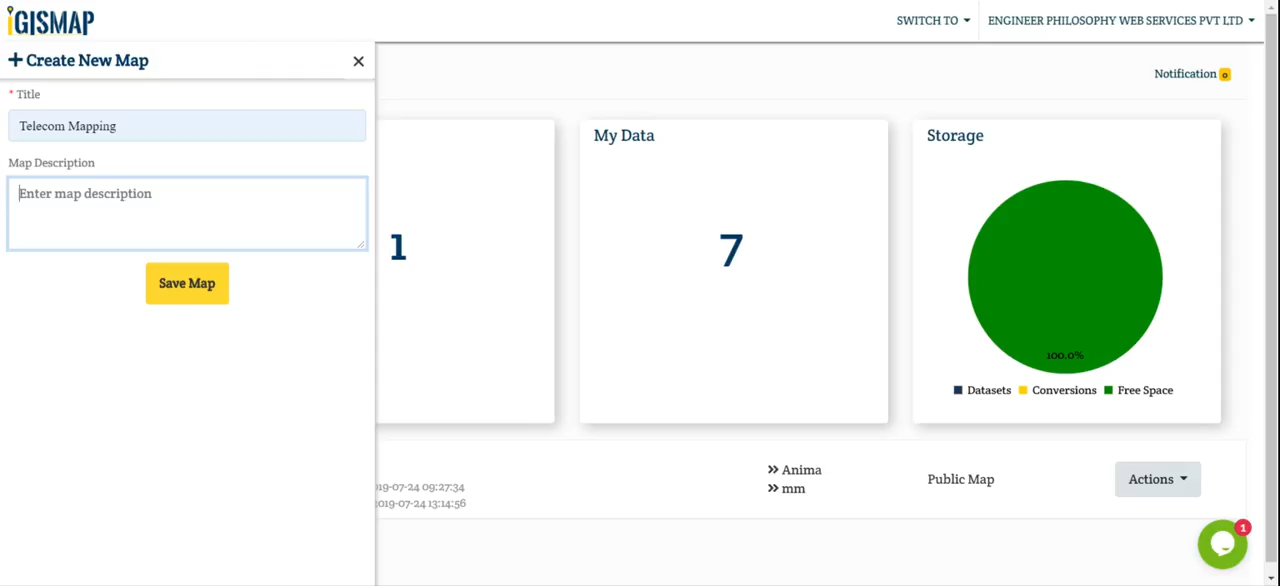 iGISMAP
SWITCH TO
ENGINEER PHILOSOPHY WEB SERVICES PVT LTD
Create New Map
* Title
Telecom Mapping
Map Description
Enter map description
Save Map
Notification 0
1
My Data
7
Storage
100.0%
Datasets Conversions Free Space
19-07-24 09:27:34
2019-07-24 13:14:56
Anima
mm
Public Map
Actions
1